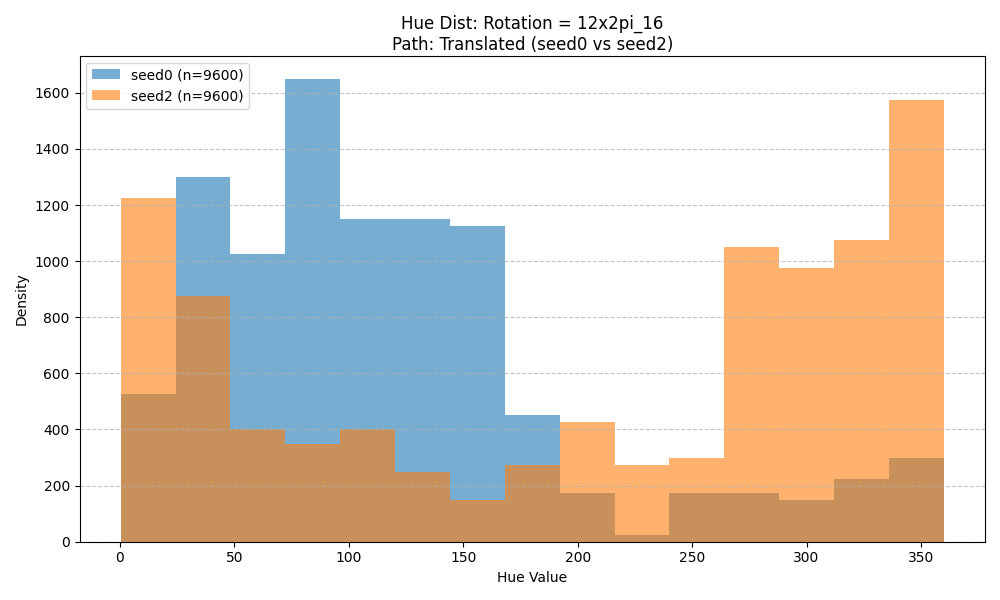 Hue Dist: Rotation = 12x2pi_16
Path: Translated (seed0 vs seed2)
seed0 (n=9600)
seed2 (n=9600)
Density
1600
1400
1200
1000
800
600
400
200
0
0 50 100 150 200 250 300 350
Hue Value